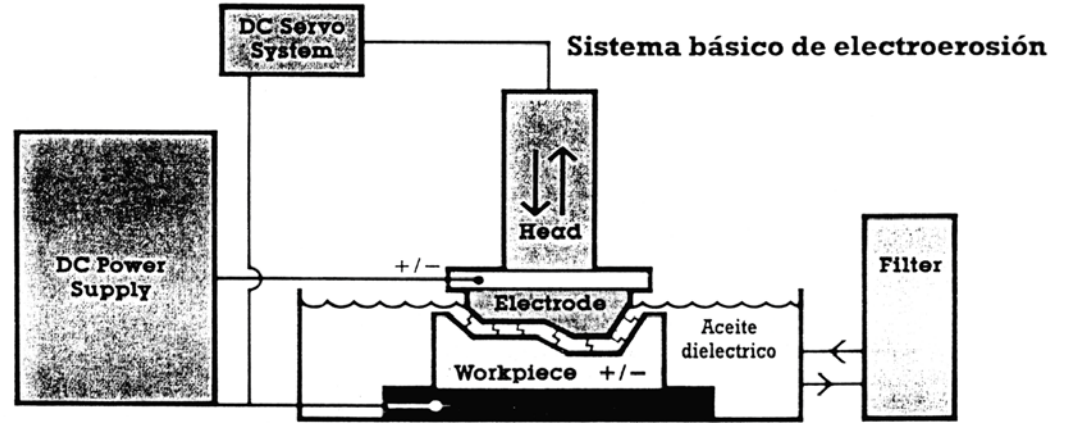 DC Servo
System
Sistema básico de electroerosión
Head
DC Power
Supply
+/−
Electrode
Filter
Aceite
dielectrico
Workpiece +/−